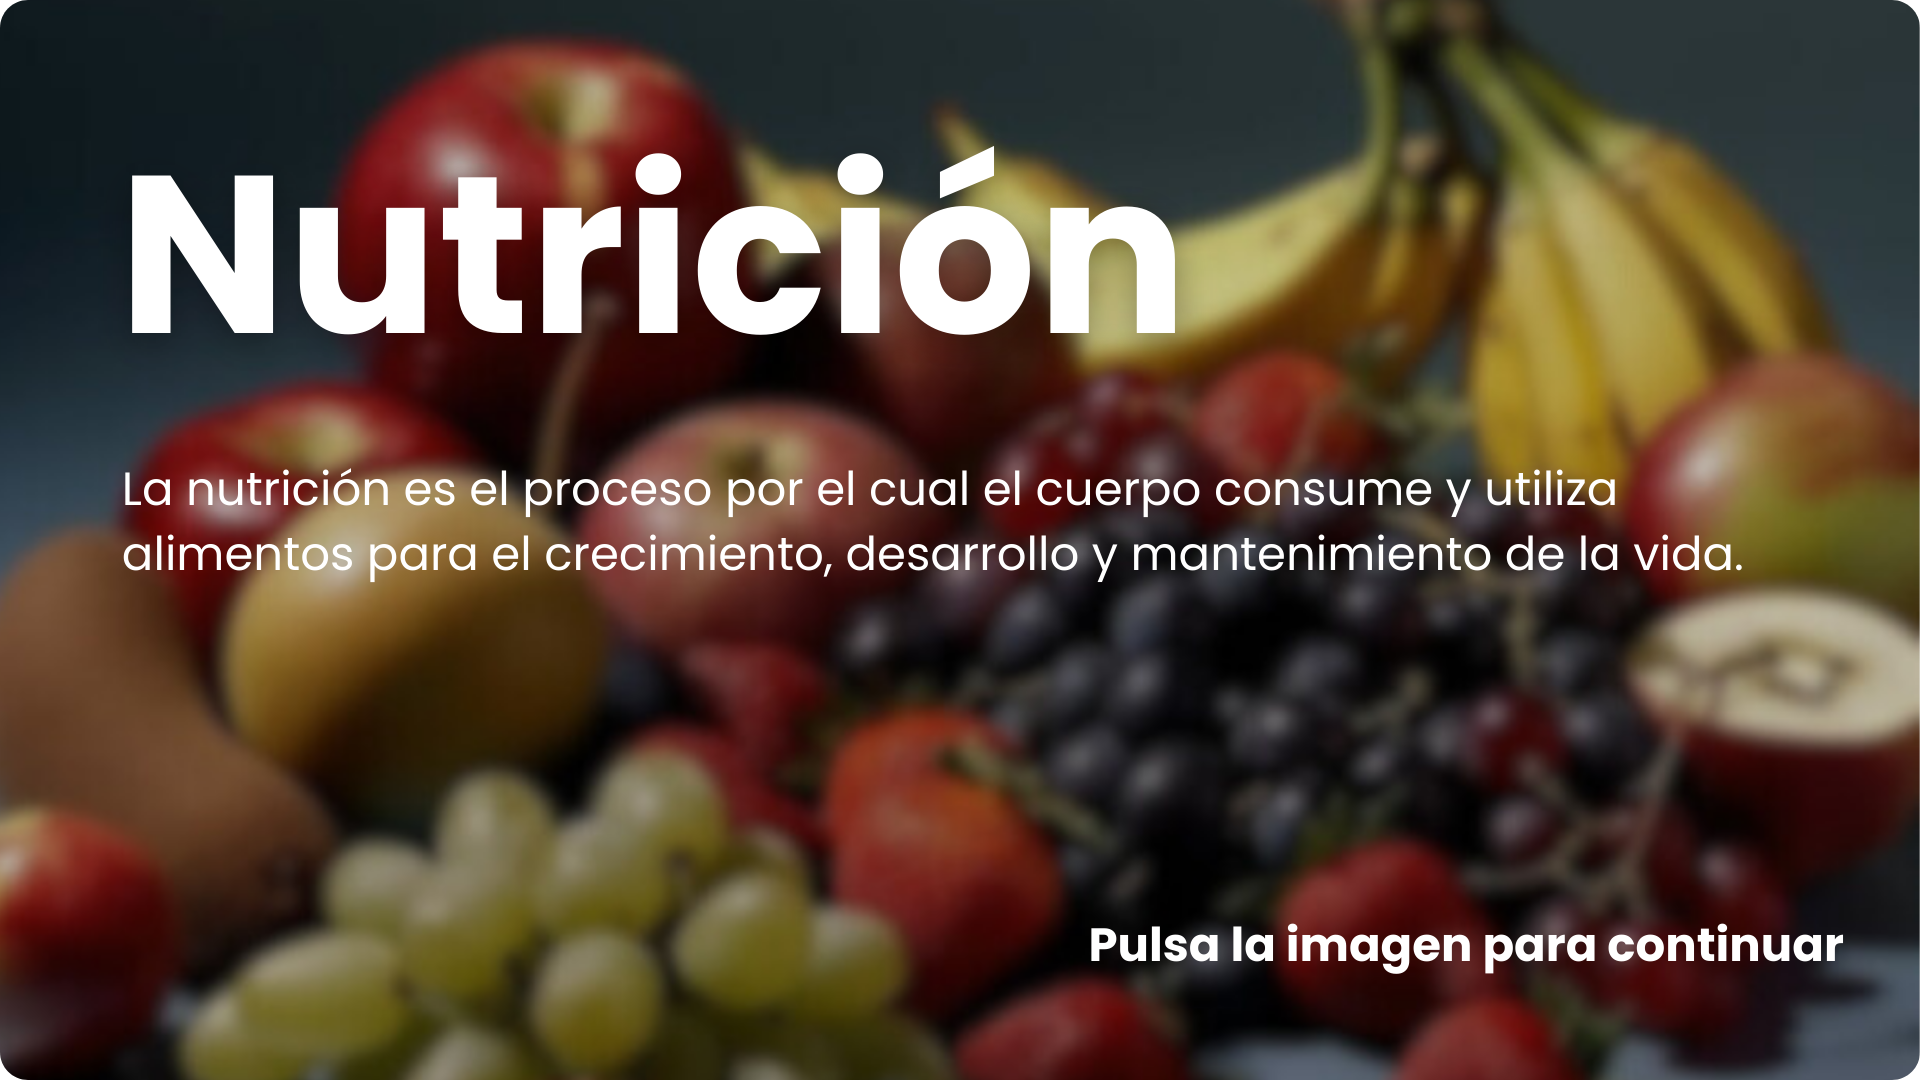 Nutrición
La nutrición es el proceso por el cual el cuerpo consume y utiliza
alimentos para el crecimiento, desarrollo y mantenimiento de la vida.
Pulsa la imagen para continuar